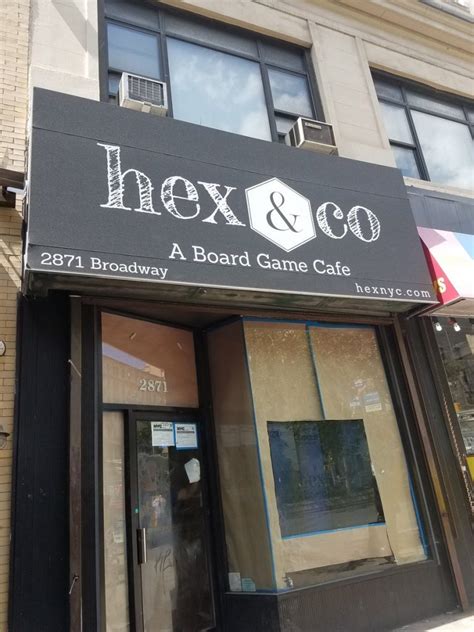 hex & co
A Board Game Cafe
2871 Broadway
hexnyc.com
2871